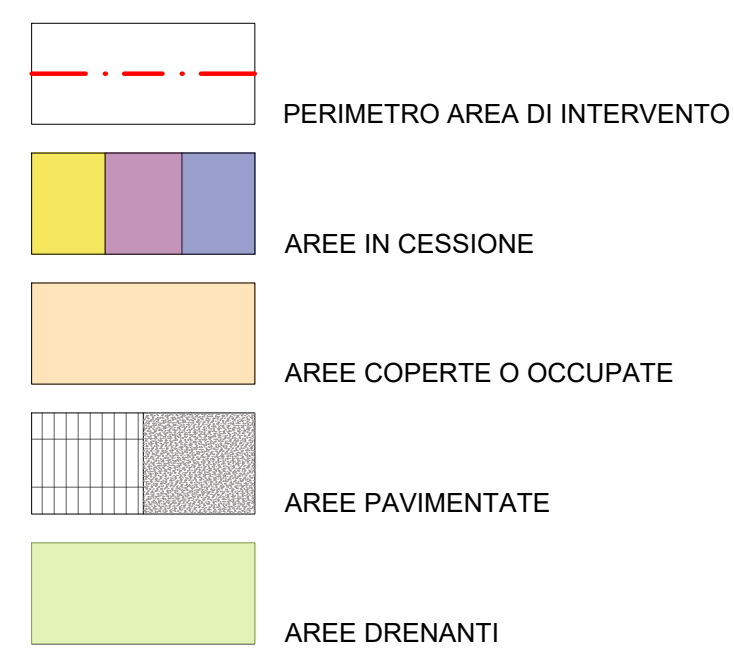 PERIMETRO AREA DI INTERVENTO
AREE IN CESSIONE
AREE COPERTE O OCCUPATE
AREE PAVIMENTATE
AREE DRENANTI